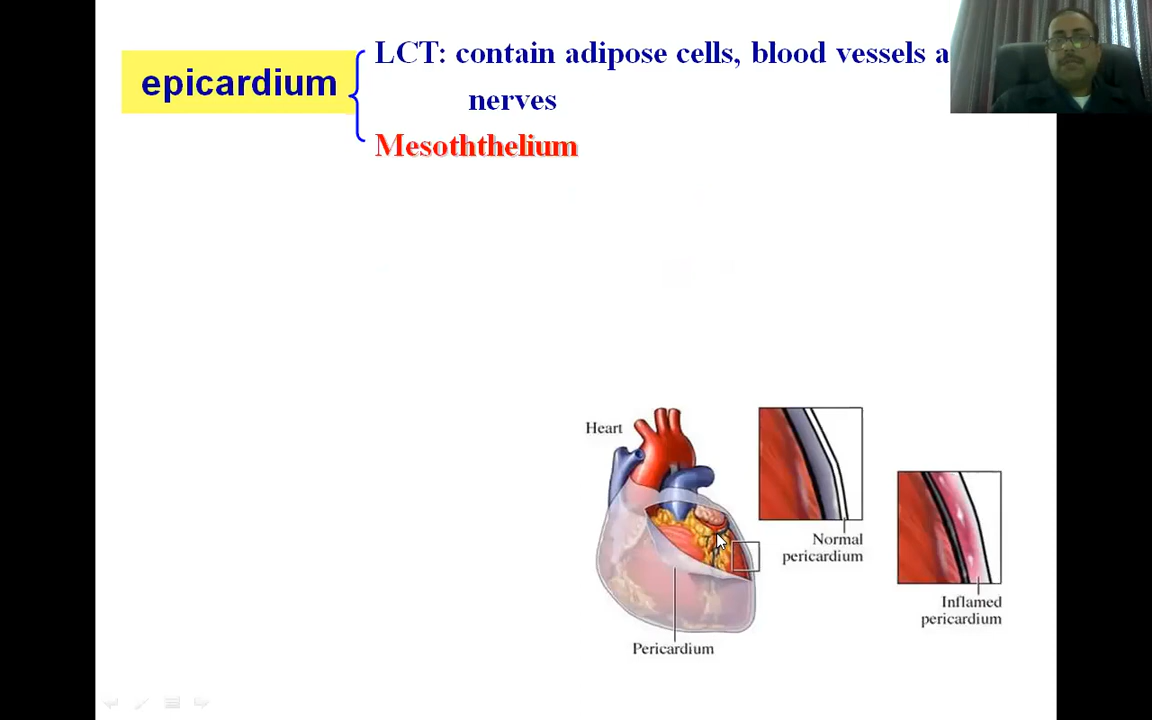 epicardium
LCT: contain adipose cells, blood vessels a
nerves
Mesoththelium
Heart
Normal
pericardium
Inflamed
pericardium
Pericardium